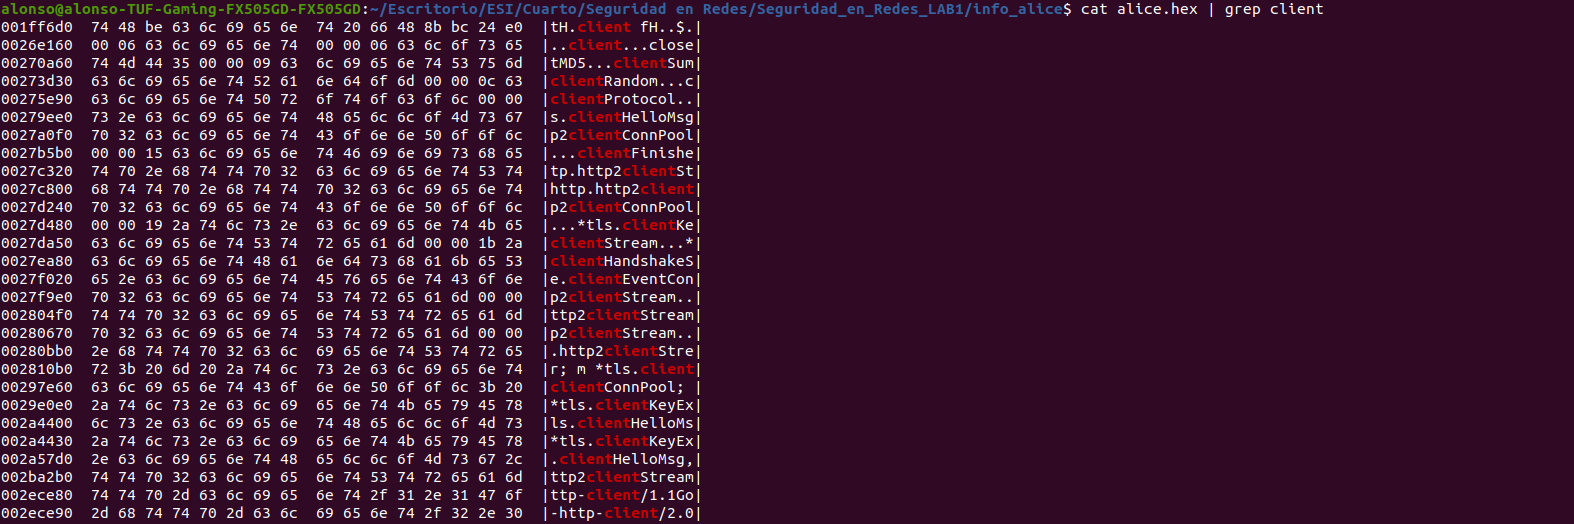 alonso@alonso-TUF-Gaming-FX505GD-FX505GD:~/Escritorio/ESI/Cuarto/Seguridad en Redes/Seguridad_en_Redes_LAB1/info_alice$ cat alice.hex | grep client
001ff6d0  74 48 be 63 6c 69 65 6e  74 20 66 48 8b bc 24 e0  |tH.client fH..$.|
0026e160  00 06 63 6c 69 65 6e 74  00 00 06 63 6c 6f 73 65  |..client...close|
00270a60  74 4d 44 35 00 00 09 63  6c 69 65 6e 74 53 75 6d  |tMD5...clientSum|
00273d30  63 6c 69 65 6e 74 52 61  6e 64 6f 6d 00 00 0c 63  |clientRandom...c|
00275e90  63 6c 69 65 6e 74 50 72  6f 74 6f 63 6f 6c 00 00  |clientProtocol..|
00279ee0  73 2e 63 6c 69 65 6e 74  48 65 6c 6c 6f 4d 73 67  |s.clientHelloMsg|
0027a0f0  70 32 63 6c 69 65 6e 74  43 6f 6e 6e 50 6f 6f 6c  |p2clientConnPool|
0027b5b0  00 00 15 63 6c 69 65 6e  74 46 69 6e 69 73 68 65  |...clientFinishe|
0027c320  74 70 2e 68 74 74 70 32  63 6c 69 65 6e 74 53 74  |tp.http2clientSt|
0027c800  68 74 74 70 2e 68 74 74  70 32 63 6c 69 65 6e 74  |http.http2client|
0027d240  70 32 63 6c 69 65 6e 74  43 6f 6e 6e 50 6f 6f 6c  |p2clientConnPool|
0027d480  00 00 19 2a 74 6c 73 2e  63 6c 69 65 6e 74 4b 65  |...*tls.clientKe|
0027da50  63 6c 69 65 6e 74 53 74  72 65 61 6d 00 00 1b 2a  |clientStream...*|
0027ea80  63 6c 69 65 6e 74 48 61  6e 64 73 68 61 6b 65 53  |clientHandshakeS|
0027f020  65 2e 63 6c 69 65 6e 74  45 76 65 6e 74 43 6f 6e  |e.clientEventCon|
0027f9e0  70 32 63 6c 69 65 6e 74  53 74 72 65 61 6d 00 00  |p2clientStream..|
002804f0  74 74 70 32 63 6c 69 65  6e 74 53 74 72 65 61 6d  |ttp2clientStream|
00280670  70 32 63 6c 69 65 6e 74  53 74 72 65 61 6d 00 00  |p2clientStream..|
00280bb0  2e 68 74 74 70 32 63 6c  69 65 6e 74 53 74 72 65  |.http2clientStre|
002810b0  72 3b 20 6d 20 2a 74 6c  73 2e 63 6c 69 65 6e 74  |r; m *tls.client|
00297e60  63 6c 69 65 6e 74 43 6f  6e 6e 50 6f 6f 6c 3b 20  |clientConnPool; |
0029e0e0  2a 74 6c 73 2e 63 6c 69  65 6e 74 4b 65 79 45 78  |*tls.clientKeyEx|
002a4400  6c 73 2e 63 6c 69 65 6e  74 48 65 6c 6c 6f 4d 73  |ls.clientHelloMs|
002a4430  2a 74 6c 73 2e 63 6c 69  65 6e 74 4b 65 79 45 78  |*tls.clientKeyEx|
002a57d0  2e 63 6c 69 65 6e 74 48  65 6c 6c 6f 4d 73 67 2c  |.clientHelloMsg,|
002ba2b0  74 74 70 32 63 6c 69 65  6e 74 53 74 72 65 61 6d  |ttp2clientStream|
002ece80  74 74 70 2d 63 6c 69 65  6e 74 2f 31 2e 31 47 6f  |ttp-client/1.1Go|
002ece90  2d 68 74 74 70 2d 63 6c  69 65 6e 74 2f 32 2e 30  |-http-client/2.0|